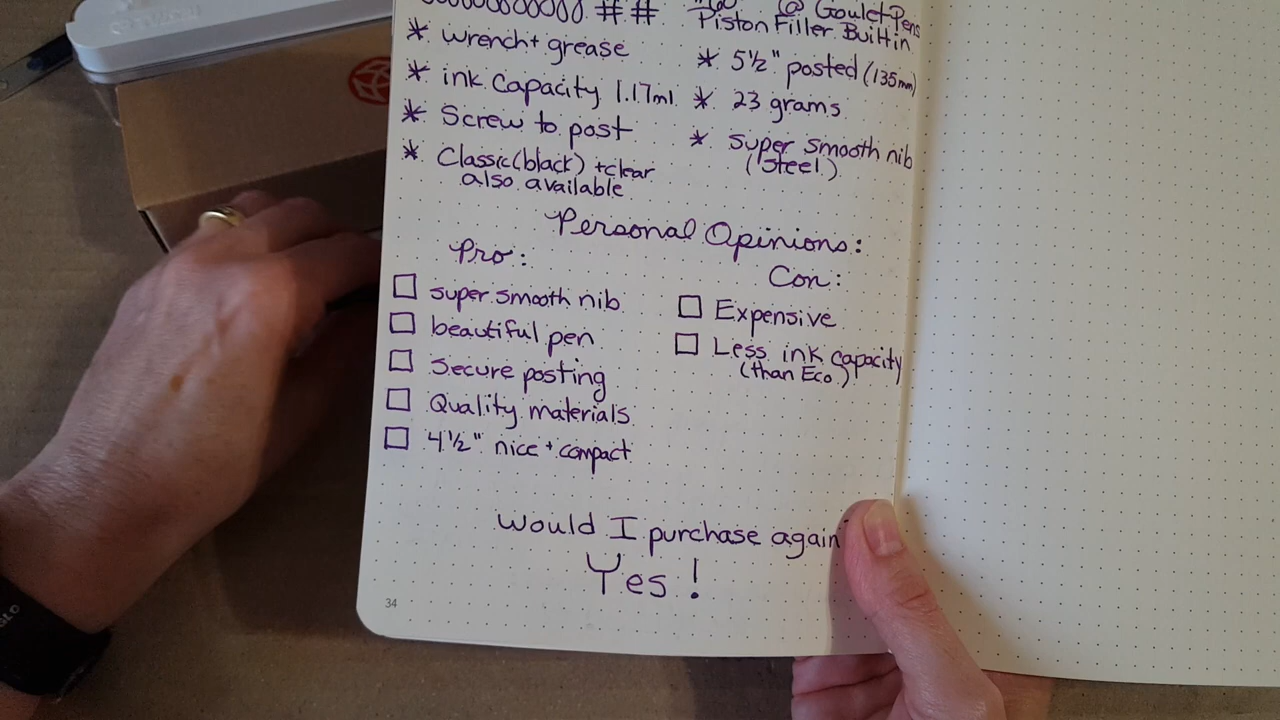 ## @ Goulet Pens
Piston Filler Built in
* wrench + grease
* ink Capacity 1.17ml
* Screw to post
* Classic (black) + clear
also available
* 5½" posted (135mm)
* 23 grams
* super smooth nib
(Steel)
Personal Opinions:
Pro:
super smooth nib
beautiful pen
Secure posting
Quality materials
4½" nice + compact
Con:
Expensive
Less ink capacity
(than Eco)
would I purchase again
Yes!
34